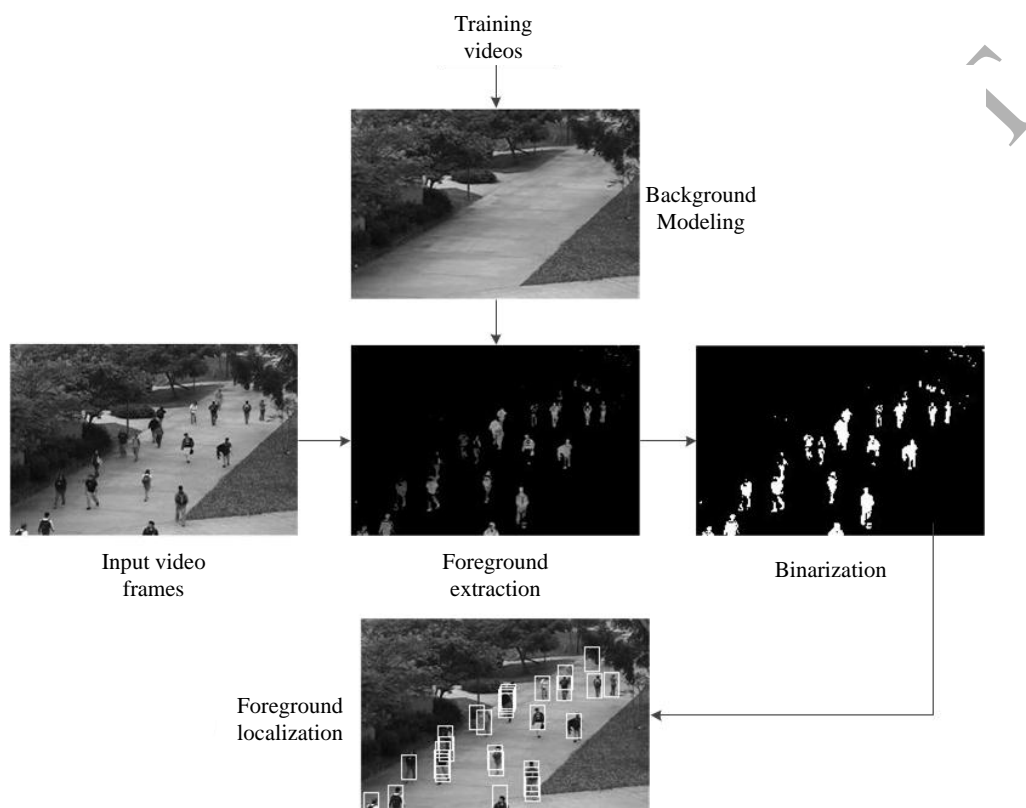 Training
videos
Background
Modeling
Input video
frames
Foreground
extraction
Binarization
Foreground
localization